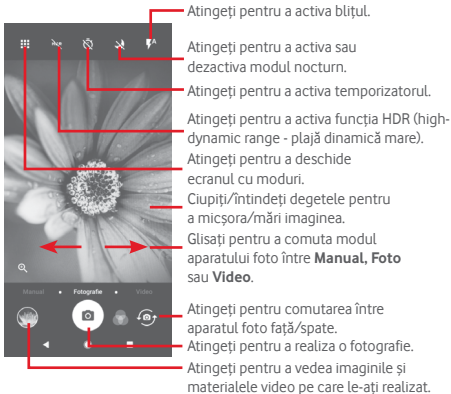 Atingeți pentru a activa blițul.
Atingeți pentru a activa sau
dezactiva modul nocturn.
Atingeți pentru a activa temporizatorul.
Atingeți pentru a activa funcția HDR (high-
dynamic range - plajă dinamică mare).
Atingeți pentru a deschide
ecranul cu moduri.
Ciupiți/întindeți degetele pentru
a micșora/mări imaginea.
Glisați pentru a comuta modul
aparatului foto între Manual, Foto
sau Video.
Manual • Fotografie • Video
Atingeți pentru comutarea între
aparatul foto față/spate.
Atingeți pentru a realiza o fotografie.
Atingeți pentru a vedea imaginile și
materialele video pe care le-ați realizat.